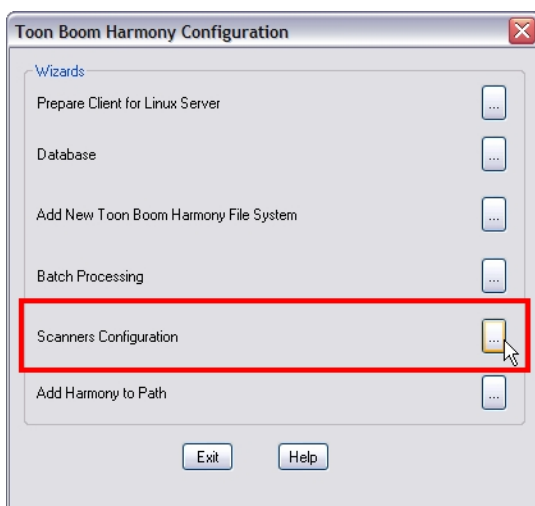 Toon Boom Harmony Configuration
Wizards
Prepare Client for Linux Server
...
Database
...
Add New Toon Boom Harmony File System
...
Batch Processing
...
Scanners Configuration
...
Add Harmony to Path
...
Exit Help